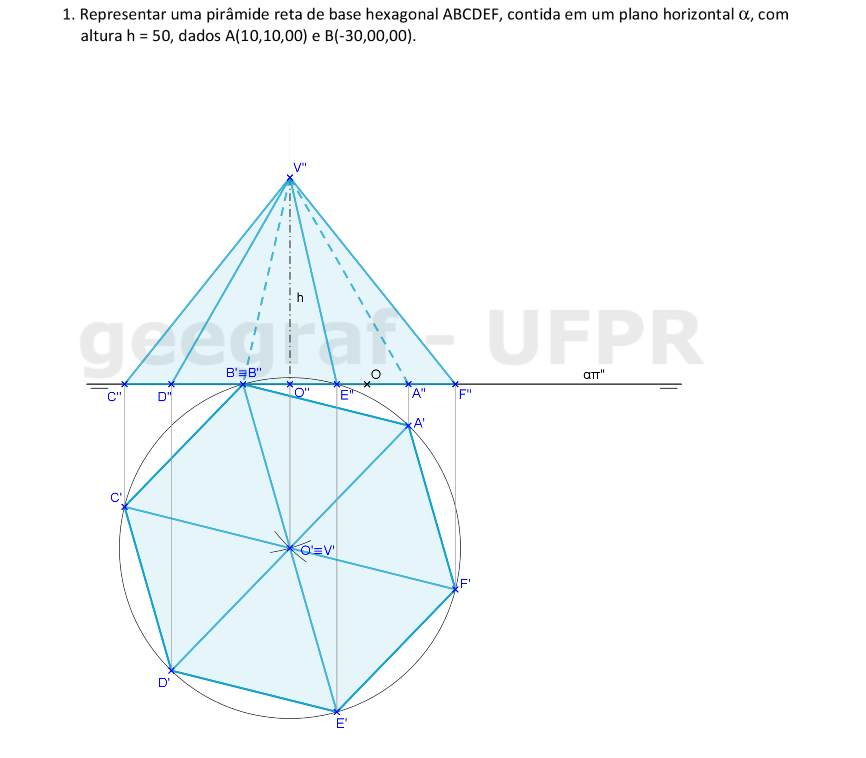 1. Representar uma pirâmide reta de base hexagonal ABCDEF, contida em um plano horizontal α, com
altura h = 50, dados A(10,10,00) e B(-30,00,00).
V"
h
geegraf - UFPR
B'≡B"
O
απ"
C"
D"
O"
E"
A"
F"
A'
C'
O'≡V'
F'
D'
E'